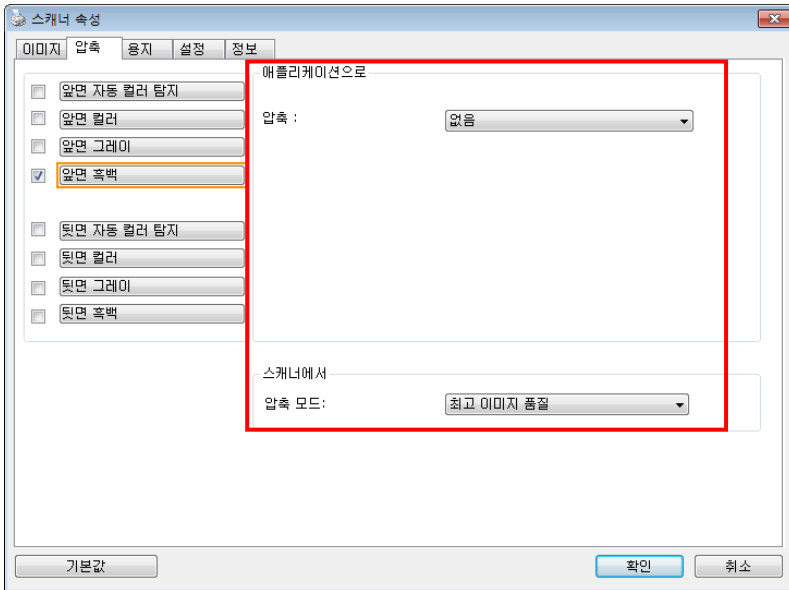 스캐너 속성
이미지 압축 용지 설정 정보
앞면 자동 컬러 탐지
앞면 컬러
앞면 그레이
앞면 흑백
뒷면 자동 컬러 탐지
뒷면 컬러
뒷면 그레이
뒷면 흑백
애플리케이션으로
압축 : 없음
스캐너에서
압축 모드: 최고 이미지 품질
기본값 확인 취소